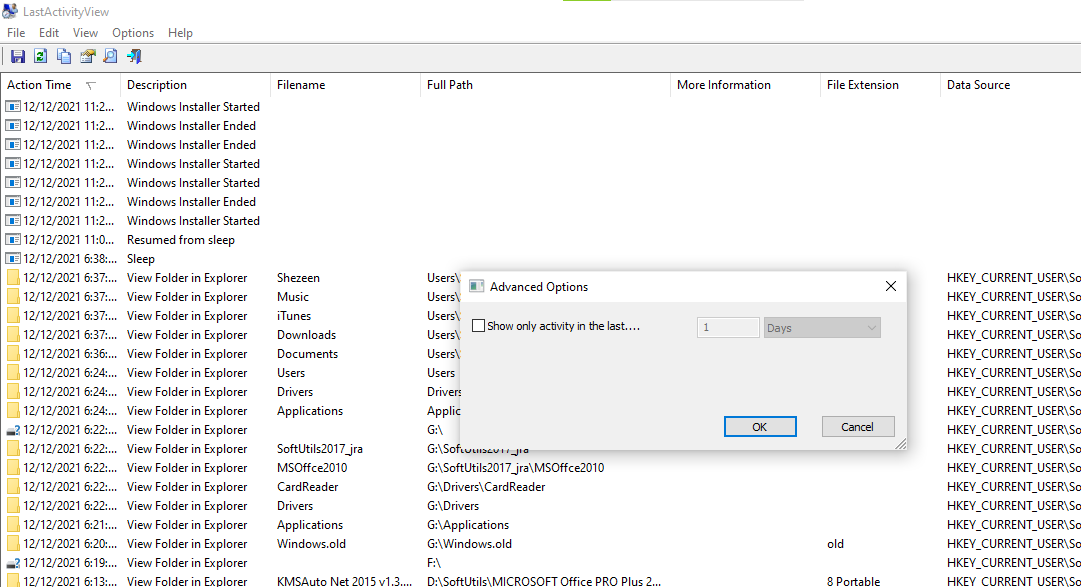 LastActivityView
File Edit View Options Help
Action Time Description Filename Full Path More Information File Extension Data Source
12/12/2021 11:2... Windows Installer Started
12/12/2021 11:2... Windows Installer Ended
12/12/2021 11:2... Windows Installer Ended
12/12/2021 11:2... Windows Installer Started
12/12/2021 11:2... Windows Installer Started
12/12/2021 11:2... Windows Installer Ended
12/12/2021 11:2... Windows Installer Started
12/12/2021 11:0... Resumed from sleep
12/12/2021 6:38:... Sleep
12/12/2021 6:37:... View Folder in Explorer Shezeen Users\ HKEY_CURRENT_USER\So
12/12/2021 6:37:... View Folder in Explorer Music Users\ HKEY_CURRENT_USER\So
12/12/2021 6:37:... View Folder in Explorer iTunes Users\ HKEY_CURRENT_USER\So
12/12/2021 6:37:... View Folder in Explorer Downloads Users\ HKEY_CURRENT_USER\So
12/12/2021 6:36:... View Folder in Explorer Documents Users\ HKEY_CURRENT_USER\So
12/12/2021 6:24:... View Folder in Explorer Users Users HKEY_CURRENT_USER\So
12/12/2021 6:24:... View Folder in Explorer Drivers Drivers HKEY_CURRENT_USER\So
12/12/2021 6:24:... View Folder in Explorer Applications Applic HKEY_CURRENT_USER\So
12/12/2021 6:22:... View Folder in Explorer G:\ HKEY_CURRENT_USER\So
12/12/2021 6:22:... View Folder in Explorer SoftUtils2017_jra G:\SoftUtils2017_jra HKEY_CURRENT_USER\So
12/12/2021 6:22:... View Folder in Explorer MSOffce2010 G:\SoftUtils2017_jra\MSOffce2010 HKEY_CURRENT_USER\So
12/12/2021 6:22:... View Folder in Explorer CardReader G:\Drivers\CardReader HKEY_CURRENT_USER\So
12/12/2021 6:22:... View Folder in Explorer Drivers G:\Drivers HKEY_CURRENT_USER\So
12/12/2021 6:21:... View Folder in Explorer Applications G:\Applications HKEY_CURRENT_USER\So
12/12/2021 6:20:... View Folder in Explorer Windows.old G:\Windows.old old HKEY_CURRENT_USER\So
12/12/2021 6:19:... View Folder in Explorer F:\ HKEY_CURRENT_USER\So
12/12/2021 6:13:... View Folder in Explorer KMSAuto Net 2015 v1.3.... D:\SoftUtils\MICROSOFT Office PRO Plus 2... 8 Portable HKEY_CURRENT_USER\So
Advanced Options
Show only activity in the last.... 1 Days
OK Cancel